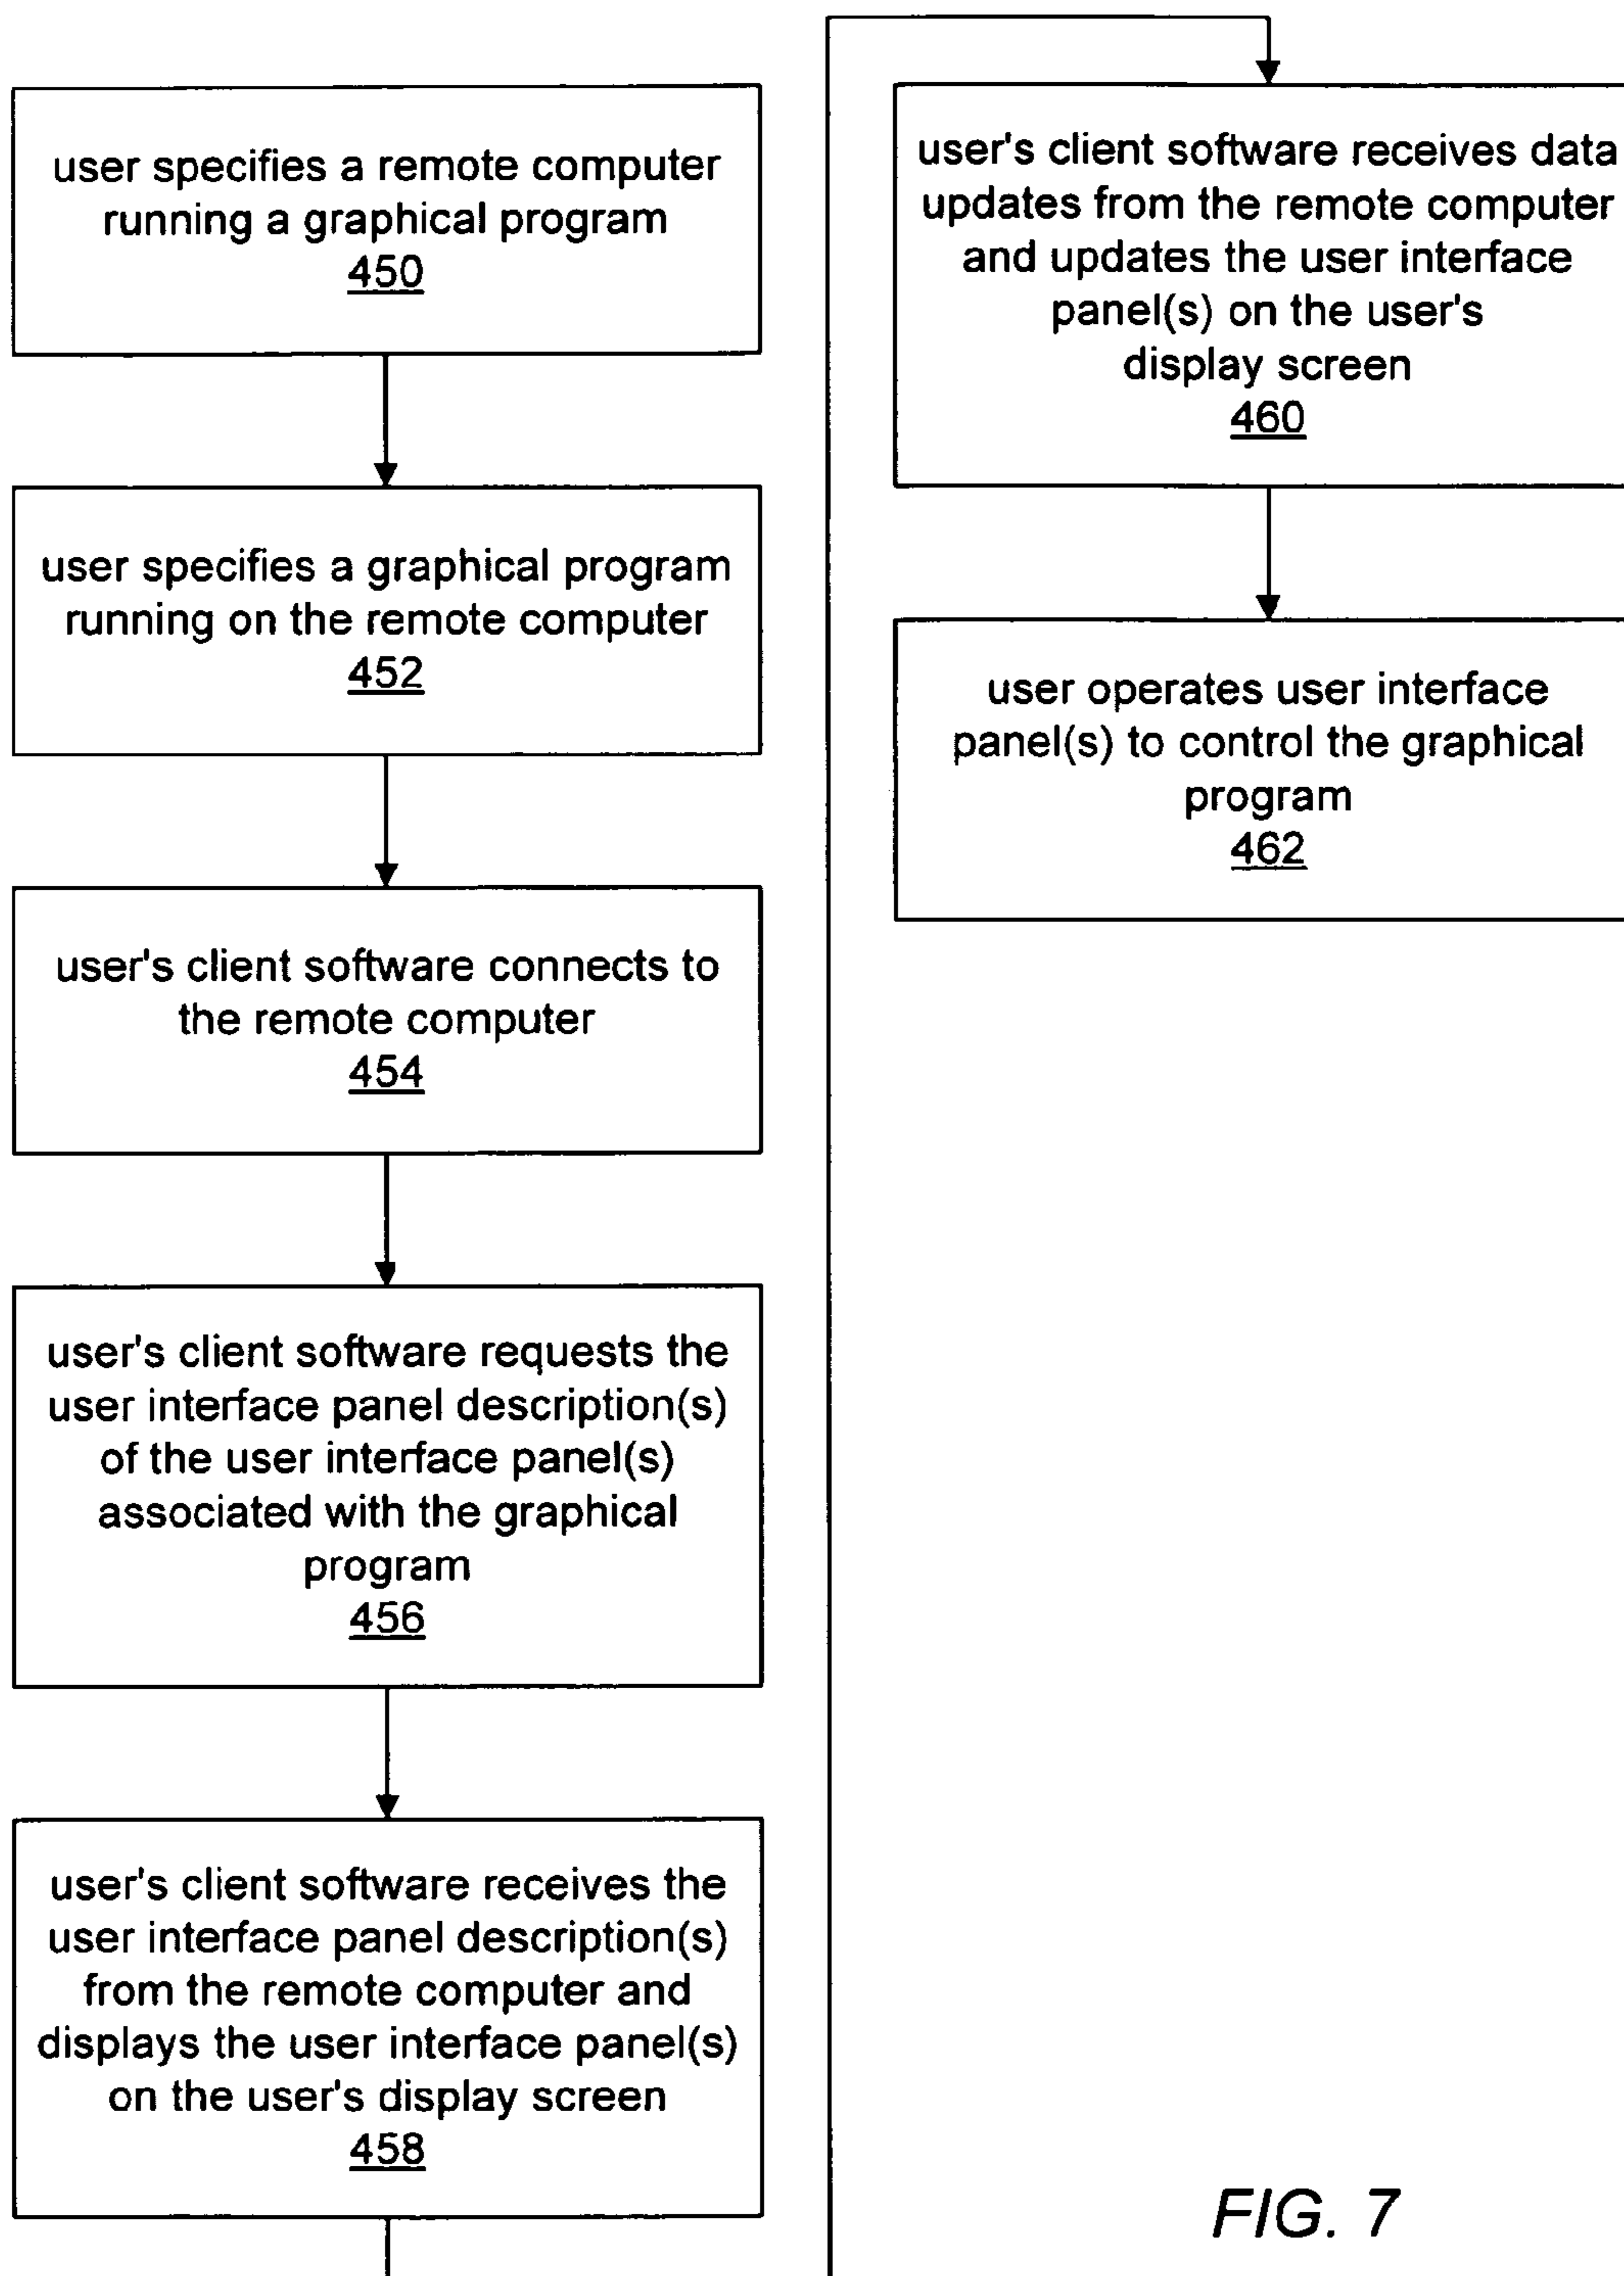 user specifies a remote computer
running a graphical program
450
user specifies a graphical program
running on the remote computer
452
user's client software connects to
the remote computer
454
user's client software requests the
user interface panel description(s)
of the user interface panel(s)
associated with the graphical
program
456
user's client software receives the
user interface panel description(s)
from the remote computer and
displays the user interface panel(s)
on the user's display screen
458
user's client software receives data
updates from the remote computer
and updates the user interface
panel(s) on the user's
display screen
460
user operates user interface
panel(s) to control the graphical
program
462
FIG. 7